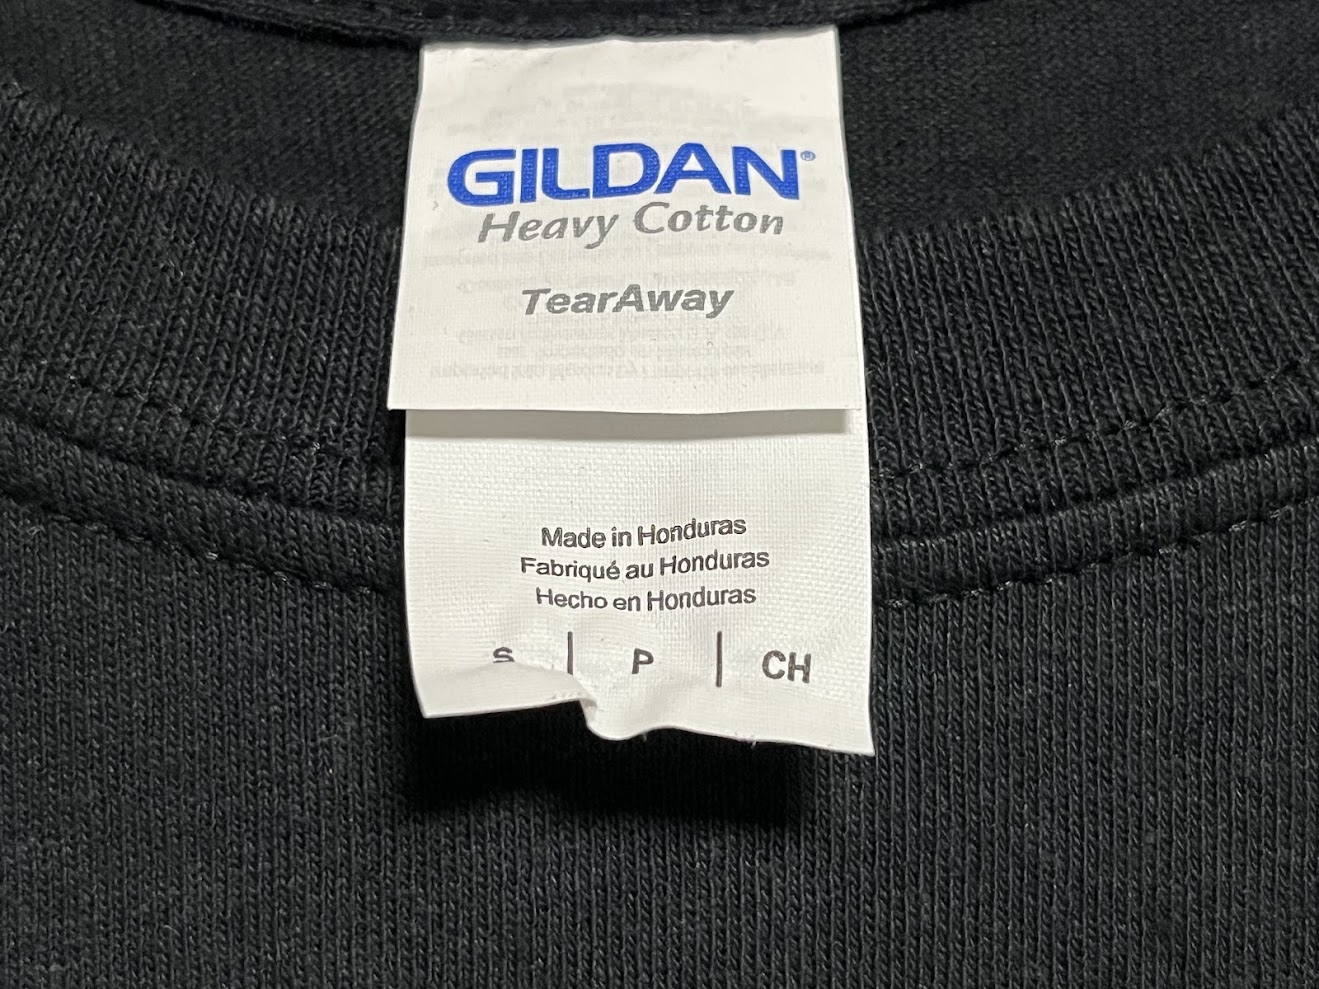 GILDAN®
Heavy Cotton
TearAway
Made in Honduras
Fabriqué au Honduras
Hecho en Honduras
S | P | CH